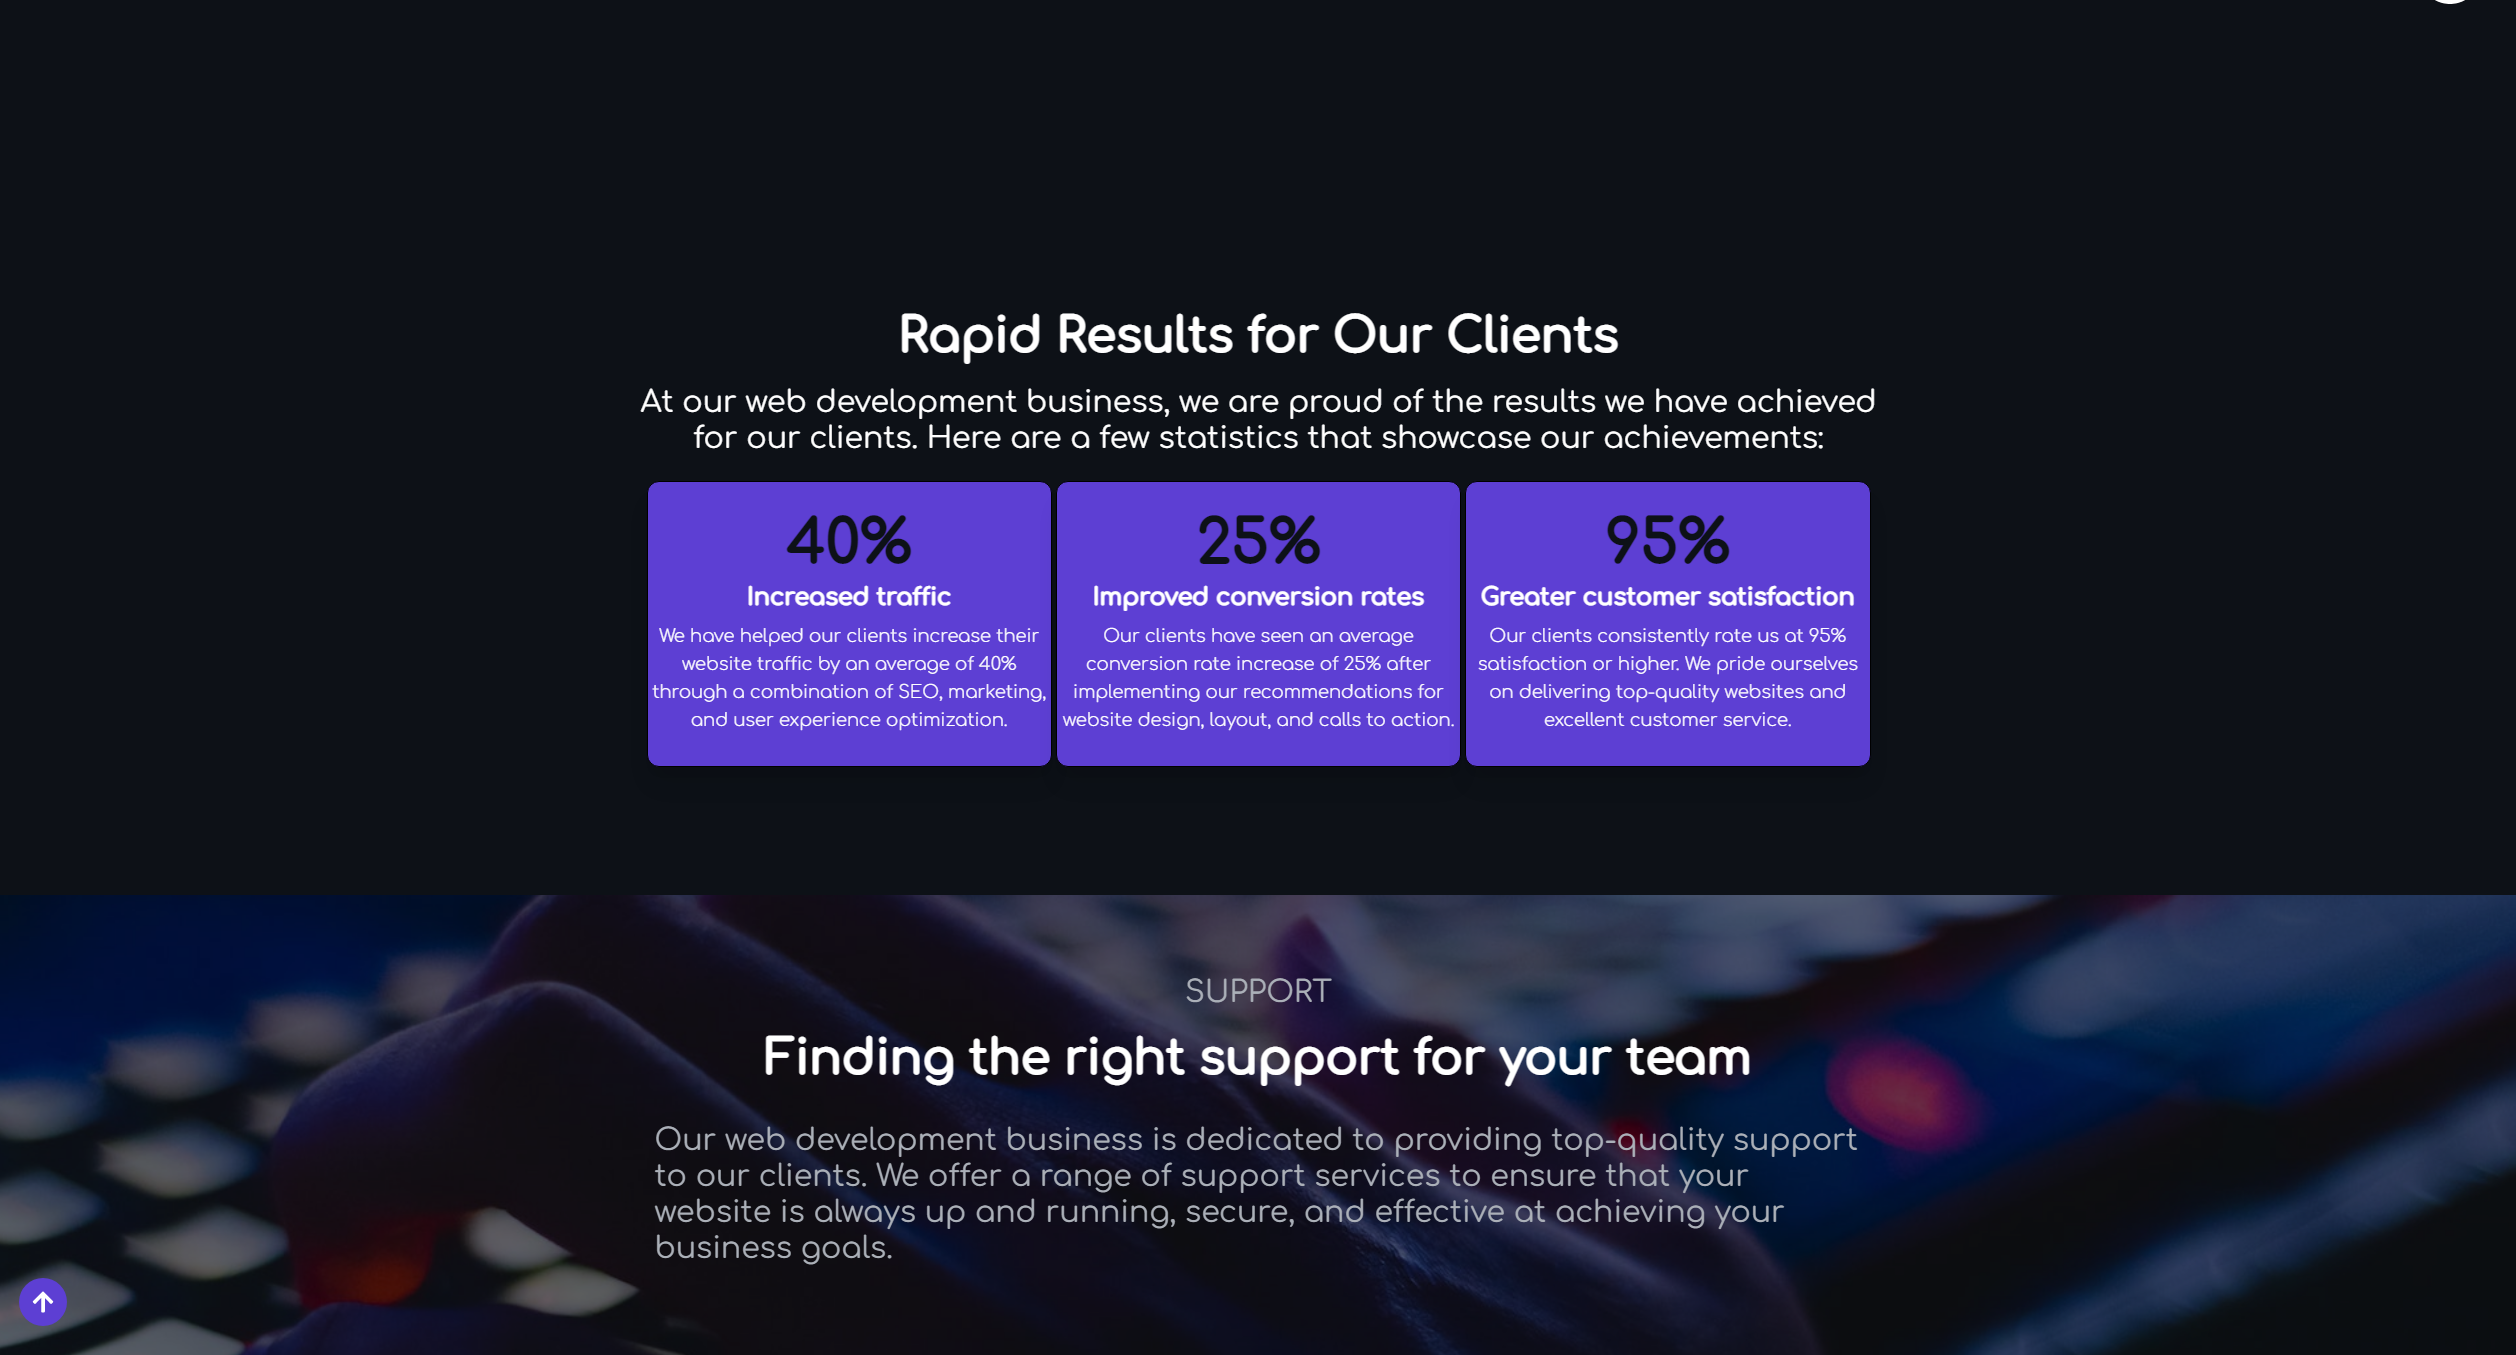 Rapid Results for Our Clients
At our web development business, we are proud of the results we have achieved
for our clients. Here are a few statistics that showcase our achievements:
40%
Increased traffic
We have helped our clients increase their
website traffic by an average of 40%
through a combination of SEO, marketing,
and user experience optimization.
25%
Improved conversion rates
Our clients have seen an average
conversion rate increase of 25% after
implementing our recommendations for
website design, layout, and calls to action.
95%
Greater customer satisfaction
Our clients consistently rate us at 95%
satisfaction or higher. We pride ourselves
on delivering top-quality websites and
excellent customer service.
SUPPORT
Finding the right support for your team
Our web development business is dedicated to providing top-quality support
to our clients. We offer a range of support services to ensure that your
website is always up and running, secure, and effective at achieving your
business goals.